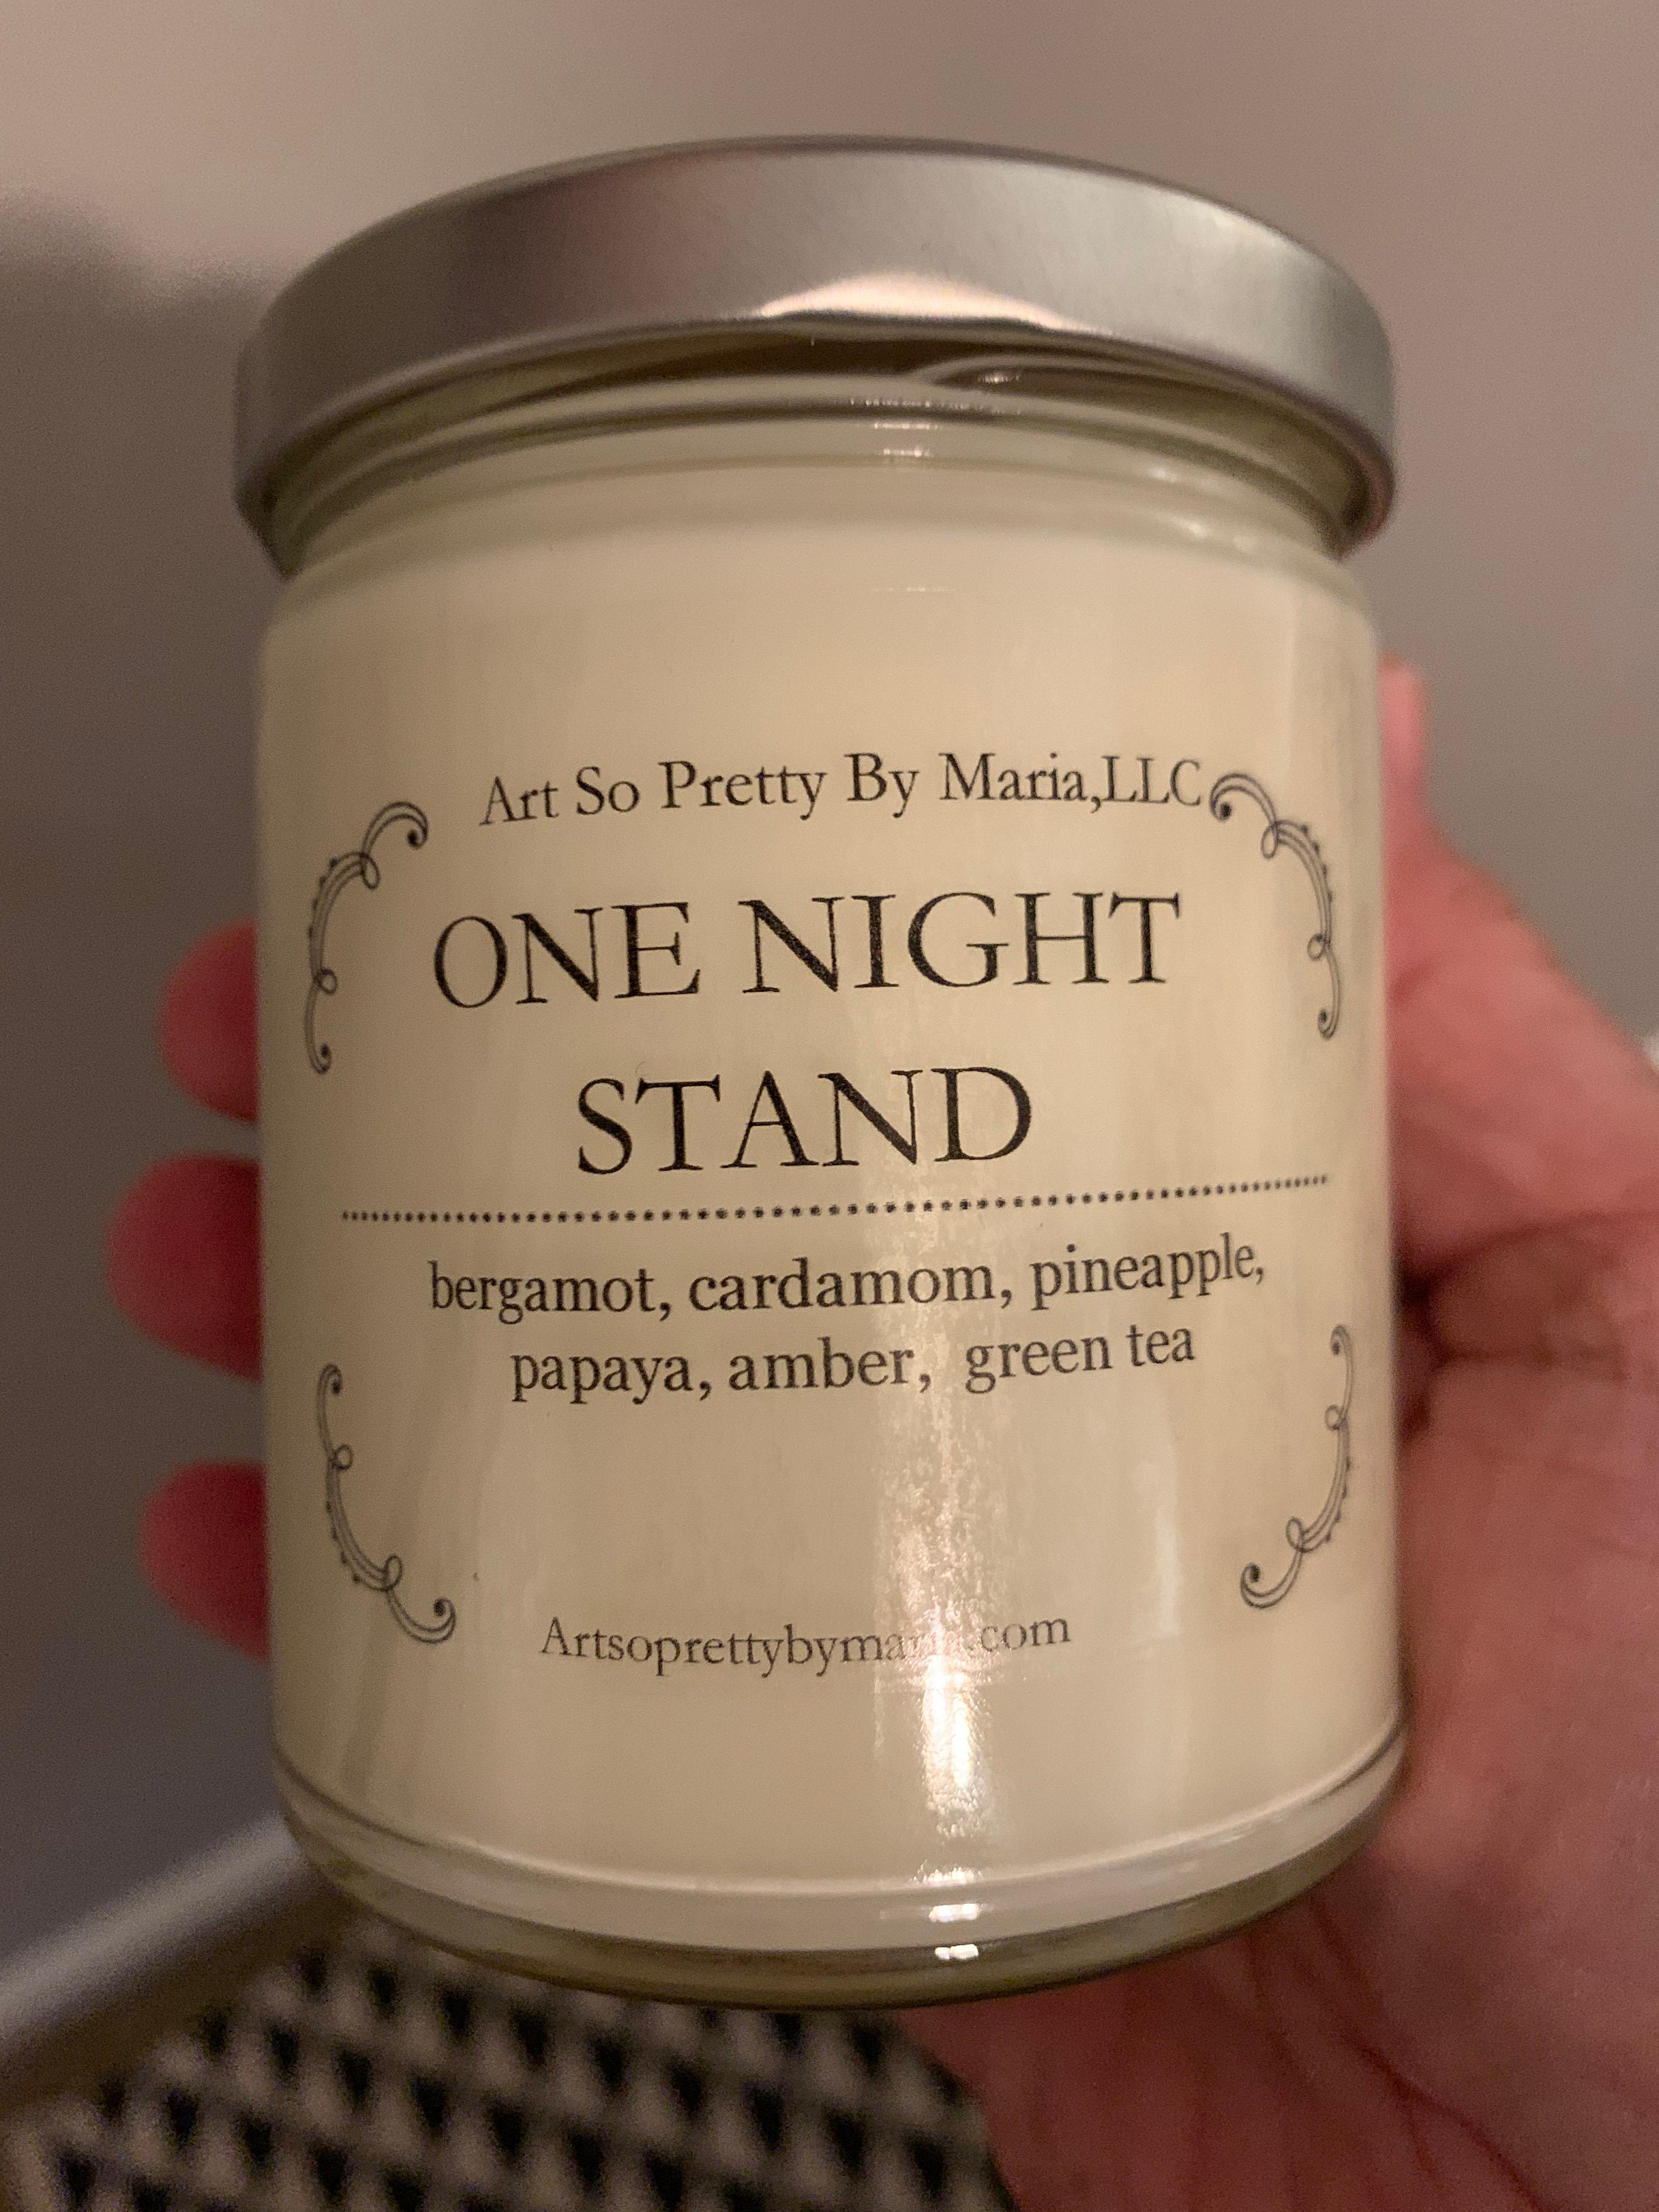 Art So Pretty By Maria,LLC
ONE NIGHT
STAND
bergamot, cardamom, pineapple,
papaya, amber, green tea